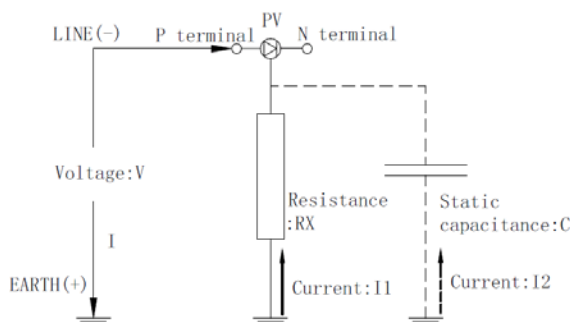 PV
LINE(-)
P terminal
N terminal
Voltage:V
Resistance
:RX
Static
capacitance:C
I
EARTH(+)
Current:I1
Current:I2